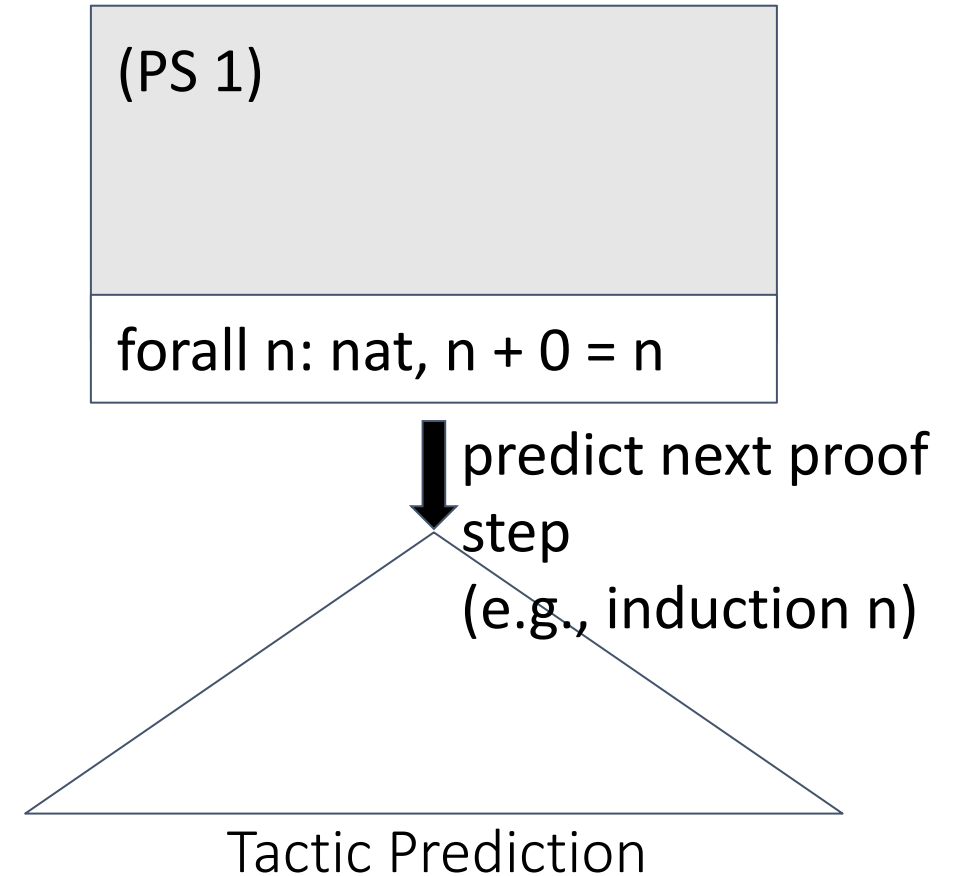 (PS 1)
forall n: nat, n + 0 = n
predict next proof
step
(e.g., induction n)
Tactic Prediction